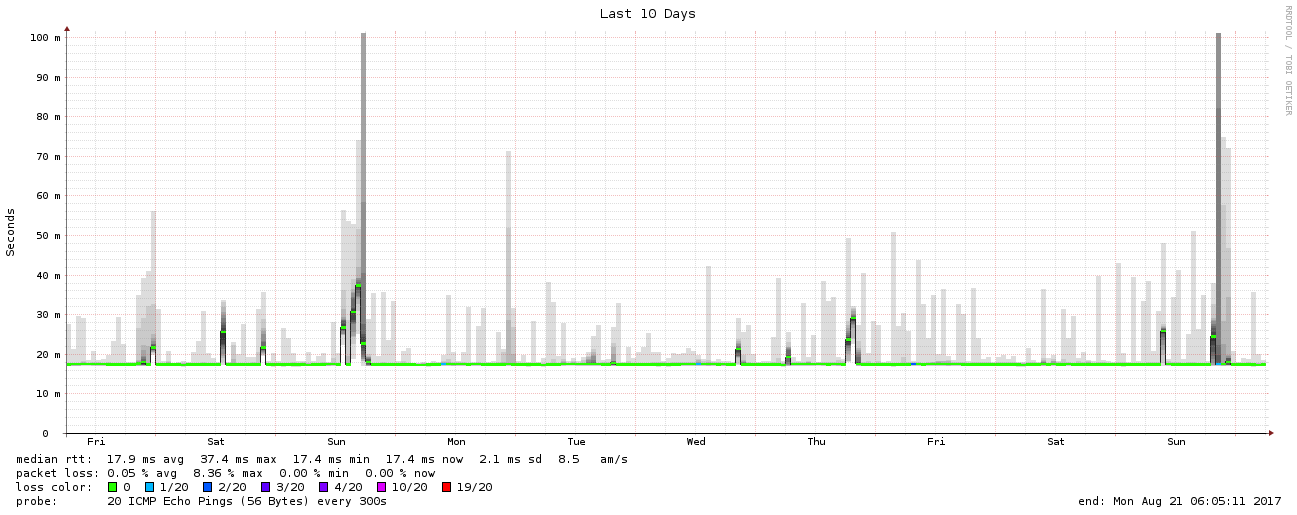 Last 10 Days
RRDTOOL / TOBI OETIKER
Seconds
100 m
90 m
80 m
70 m
60 m
50 m
40 m
30 m
20 m
10 m
0
Fri Sat Sun Mon Tue Wed Thu Fri Sat Sun
median rtt: 17.9 ms avg 37.4 ms max 17.4 ms min 17.4 ms now 2.1 ms sd 8.5 am/s
packet loss: 0.05 % avg 8.36 % max 0.00 % min 0.00 % now
loss color: 0 1/20 2/20 3/20 4/20 10/20 19/20
probe: 20 ICMP Echo Pings (56 Bytes) every 300s end: Mon Aug 21 06:05:11 2017